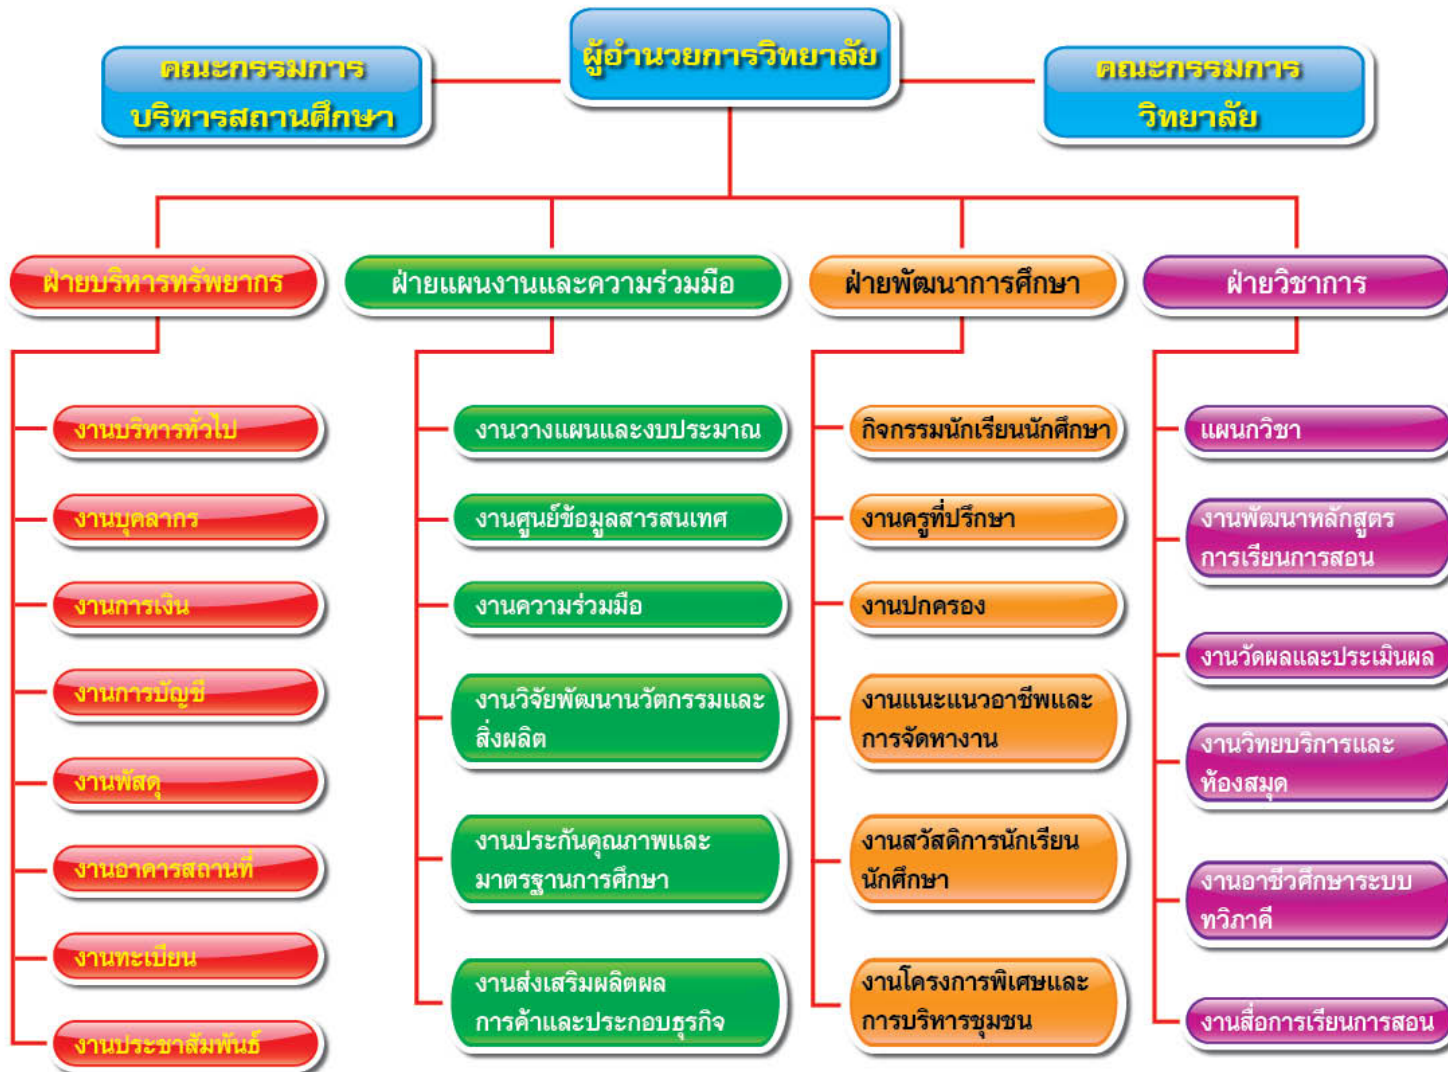 ผู้อำนวยการวิทยาลัย
คณะกรรมการ
บริหารสถานศึกษา
คณะกรรมการ
วิทยาลัย
ฝ่ายบริหารทรัพยากร
งานบริหารทั่วไป
งานบุคลากร
งานการเงิน
งานการบัญชี
งานพัสดุ
งานอาคารสถานที่
งานทะเบียน
งานประชาสัมพันธ์
ฝ่ายแผนงานและความร่วมมือ
งานวางแผนและงบประมาณ
งานศูนย์ข้อมูลสารสนเทศ
งานความร่วมมือ
งานวิจัยพัฒนานวัตกรรมและ
สิ่งผลิต
งานประกันคุณภาพและ
มาตรฐานการศึกษา
งานส่งเสริมผลิตผล
การค้าและประกอบธุรกิจ
ฝ่ายพัฒนาการศึกษา
กิจกรรมนักเรียนนักศึกษา
งานครูที่ปรึกษา
งานปกครอง
งานแนะแนวอาชีพและ
การจัดหางาน
งานสวัสดิการนักเรียน
นักศึกษา
งานโครงการพิเศษและ
การบริหารชุมชน
ฝ่ายวิชาการ
แผนกวิชา
งานพัฒนาหลักสูตร
การเรียนการสอน
งานวัดผลและประเมินผล
งานวิทยบริการและ
ห้องสมุด
งานอาชีวศึกษาระบบ
ทวิภาคี
งานสื่อการเรียนการสอน